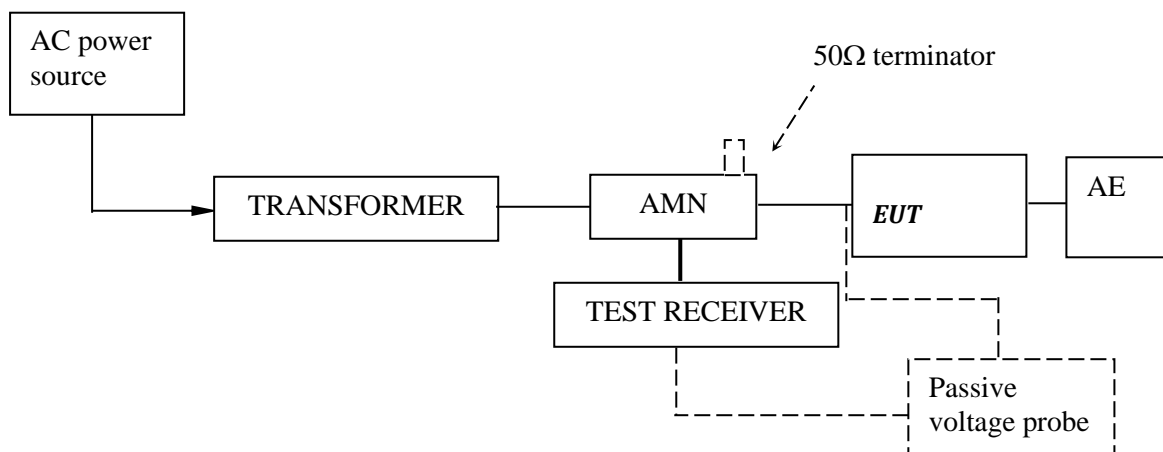 AC power
source
50Ω terminator
TRANSFORMER
AMN
EUT
AE
TEST RECEIVER
Passive
voltage probe